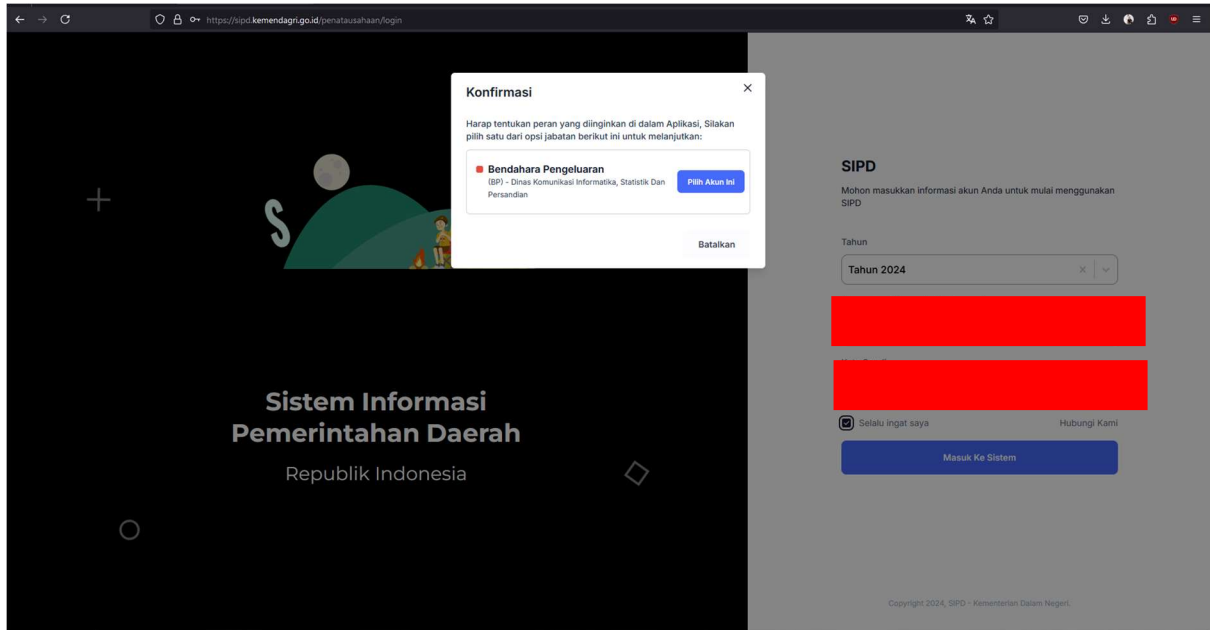 https://sipd.kemendagri.go.id/penatausahaan/login
Konfirmasi
Harap tentukan peran yang diinginkan di dalam Aplikasi, Silakan
pilih satu dari opsi jabatan berikut ini untuk melanjutkan:
Bendahara Pengeluaran
(BP) - Dinas Komunikasi Informatika, Statistik Dan
Persandian
Pilih Akun Ini
Batalkan
S
Sistem Informasi
Pemerintahan Daerah
Republik Indonesia
SIPD
Mohon masukkan informasi akun Anda untuk mulai menggunakan
SIPD
Tahun
Tahun 2024
Selalu ingat saya
Hubungi Kami
Masuk Ke Sistem
Copyright 2024, SIPD - Kementerian Dalam Negeri.